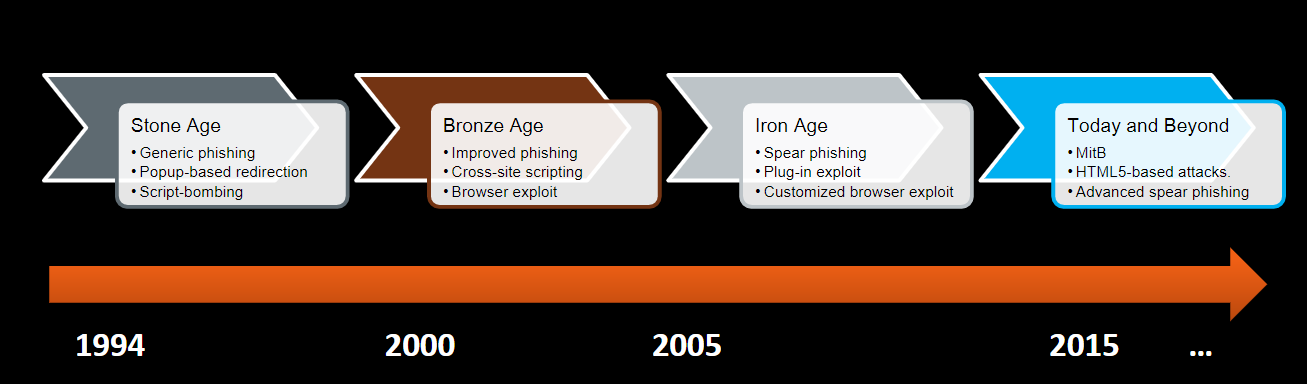 Stone Age
• Generic phishing
• Popup-based redirection
• Script-bombing
Bronze Age
• Improved phishing
• Cross-site scripting
• Browser exploit
Iron Age
• Spear phishing
• Plug-in exploit
• Customized browser exploit
Today and Beyond
• MitB
• HTML5-based attacks.
• Advanced spear phishing
1994
2000
2005
2015
...